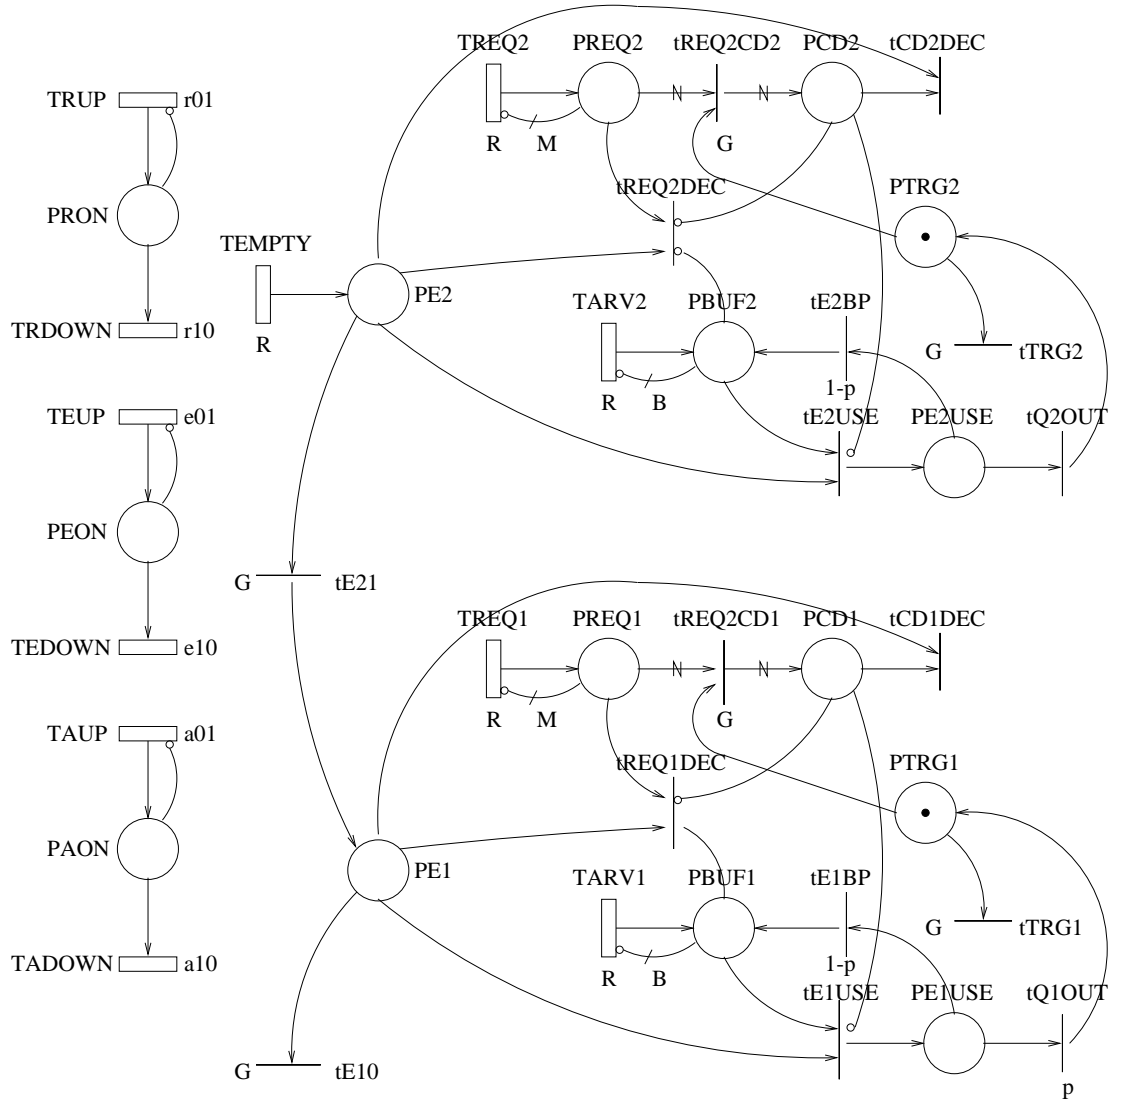 TREQ2 PREQ2 tREQ2CD2 PCD2 tCD2DEC
TRUP r01
N N
R M G
tREQ2DEC PTRG2
PRON
TEMPTY
PE2
TARV2 PBUF2 tE2BP
TRDOWN r10
R
G tTRG2
1-p
R B
TEUP e01
tE2USE PE2USE tQ2OUT
PEON
G tE21
TREQ1 PREQ1 tREQ2CD1 PCD1 tCD1DEC
TEDOWN e10
N N
R M G
TAUP a01
tREQ1DEC PTRG1
PAON
PE1
TARV1 PBUF1 tE1BP
G tTRG1
TADOWN a10
1-p
R B
tE1USE PE1USE tQ1OUT
G tE10
p